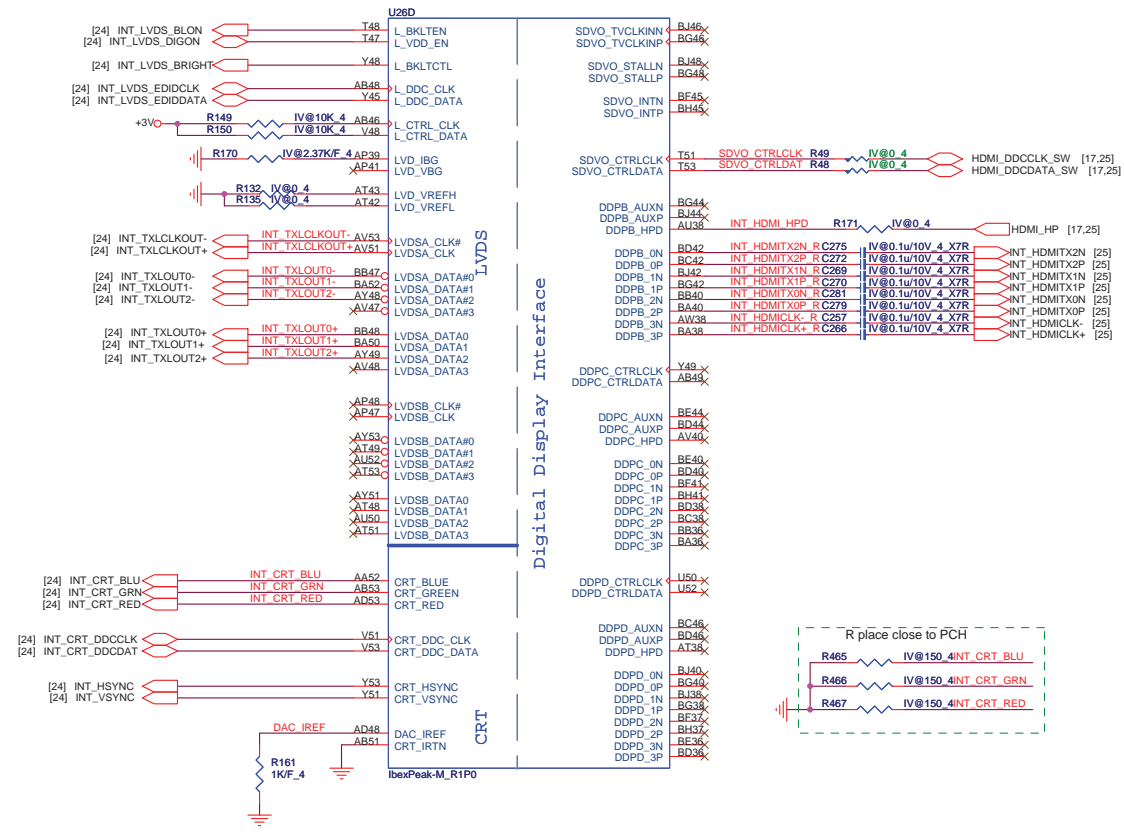 U26D
[24] INT_LVDS_BLON T48 L_BKLTEN
[24] INT_LVDS_DIGON T47 L_VDD_EN
[24] INT_LVDS_BRIGHT Y48 L_BKLTCTL
[24] INT_LVDS_EDIDCLK AB48 L_DDC_CLK
[24] INT_LVDS_EDIDDATA Y45 L_DDC_DATA
+3V R149 IV@10K_4 AB46 L_CTRL_CLK
R150 IV@10K_4 V48 L_CTRL_DATA
R170 IV@2.37K/F_4 AP39 LVD_IBG
AP41 LVD_VBG
R132 IV@0_4 AT43 LVD_VREFH
R135 IV@0_4 AT42 LVD_VREFL
[24] INT_TXLCLKOUT- INT_TXLCLKOUT- AV53 LVDSA_CLK#
[24] INT_TXLCLKOUT+ INT_TXLCLKOUT+ AV51 LVDSA_CLK
[24] INT_TXLOUT0- INT_TXLOUT0- BB47 LVDSA_DATA#0
[24] INT_TXLOUT1- INT_TXLOUT1- BA52 LVDSA_DATA#1
[24] INT_TXLOUT2- INT_TXLOUT2- AY48 LVDSA_DATA#2
AV47 LVDSA_DATA#3
[24] INT_TXLOUT0+ INT_TXLOUT0+ BB48 LVDSA_DATA0
[24] INT_TXLOUT1+ INT_TXLOUT1+ BA50 LVDSA_DATA1
[24] INT_TXLOUT2+ INT_TXLOUT2+ AY49 LVDSA_DATA2
AV48 LVDSA_DATA3
AP48 LVDSB_CLK#
AP47 LVDSB_CLK
AY53 LVDSB_DATA#0
AT49 LVDSB_DATA#1
AU52 LVDSB_DATA#2
AT53 LVDSB_DATA#3
AY51 LVDSB_DATA0
AT48 LVDSB_DATA1
AU50 LVDSB_DATA2
AT51 LVDSB_DATA3
[24] INT_CRT_BLU INT_CRT_BLU AA52 CRT_BLUE
[24] INT_CRT_GRN INT_CRT_GRN AB53 CRT_GREEN
[24] INT_CRT_RED INT_CRT_RED AD53 CRT_RED
[24] INT_CRT_DDCCLK V51 CRT_DDC_CLK
[24] INT_CRT_DDCDAT V53 CRT_DDC_DATA
[24] INT_HSYNC Y53 CRT_HSYNC
[24] INT_VSYNC Y51 CRT_VSYNC
DAC_IREF AD48 DAC_IREF
AB51 CRT_IRTN
R161
1K/F_4
LVDS
CRT
Digital Display Interface
IbexPeak-M_R1P0
SDVO_TVCLKINN BJ46
SDVO_TVCLKINP BG46
SDVO_STALLN BJ48
SDVO_STALLP BG48
SDVO_INTN BF45
SDVO_INTP BH45
SDVO_CTRLCLK T51 SDVO_CTRLCLK R49 IV@0_4 HDMI_DDCCLK_SW [17,25]
SDVO_CTRLDATA T53 SDVO_CTRLDAT R48 IV@0_4 HDMI_DDCDATA_SW [17,25]
DDPB_AUXN BG44
DDPB_AUXP BJ44
DDPB_HPD AU38 INT_HDMI_HPD R171 IV@0_4 HDMI_HP [17,25]
DDPB_0N BD42 INT_HDMITX2N_R C275 IV@0.1u/10V_4_X7R INT_HDMITX2N [25]
DDPB_0P BC42 INT_HDMITX2P_R C272 IV@0.1u/10V_4_X7R INT_HDMITX2P [25]
DDPB_1N BJ42 INT_HDMITX1N_R C269 IV@0.1u/10V_4_X7R INT_HDMITX1N [25]
DDPB_1P BG42 INT_HDMITX1P_R C270 IV@0.1u/10V_4_X7R INT_HDMITX1P [25]
DDPB_2N BB40 INT_HDMITX0N_R C281 IV@0.1u/10V_4_X7R INT_HDMITX0N [25]
DDPB_2P BA40 INT_HDMITX0P_R C279 IV@0.1u/10V_4_X7R INT_HDMITX0P [25]
DDPB_3N AW38 INT_HDMICLK-_R C257 IV@0.1u/10V_4_X7R INT_HDMICLK- [25]
DDPB_3P BA38 INT_HDMICLK+_R C266 IV@0.1u/10V_4_X7R INT_HDMICLK+ [25]
DDPC_CTRLCLK Y49
DDPC_CTRLDATA AB49
DDPC_AUXN BE44
DDPC_AUXP BD44
DDPC_HPD AV40
DDPC_0N BE40
DDPC_0P BD40
DDPC_1N BF41
DDPC_1P BH41
DDPC_2N BD38
DDPC_2P BC38
DDPC_3N BB36
DDPC_3P BA36
DDPD_CTRLCLK U50
DDPD_CTRLDATA U52
DDPD_AUXN BC46
DDPD_AUXP BD46
DDPD_HPD AT38
DDPD_0N BJ40
DDPD_0P BG40
DDPD_1N BJ38
DDPD_1P BG38
DDPD_2N BF37
DDPD_2P BH37
DDPD_3N BE36
DDPD_3P BD36
R place close to PCH
R465 IV@150_4 INT_CRT_BLU
R466 IV@150_4 INT_CRT_GRN
R467 IV@150_4 INT_CRT_RED